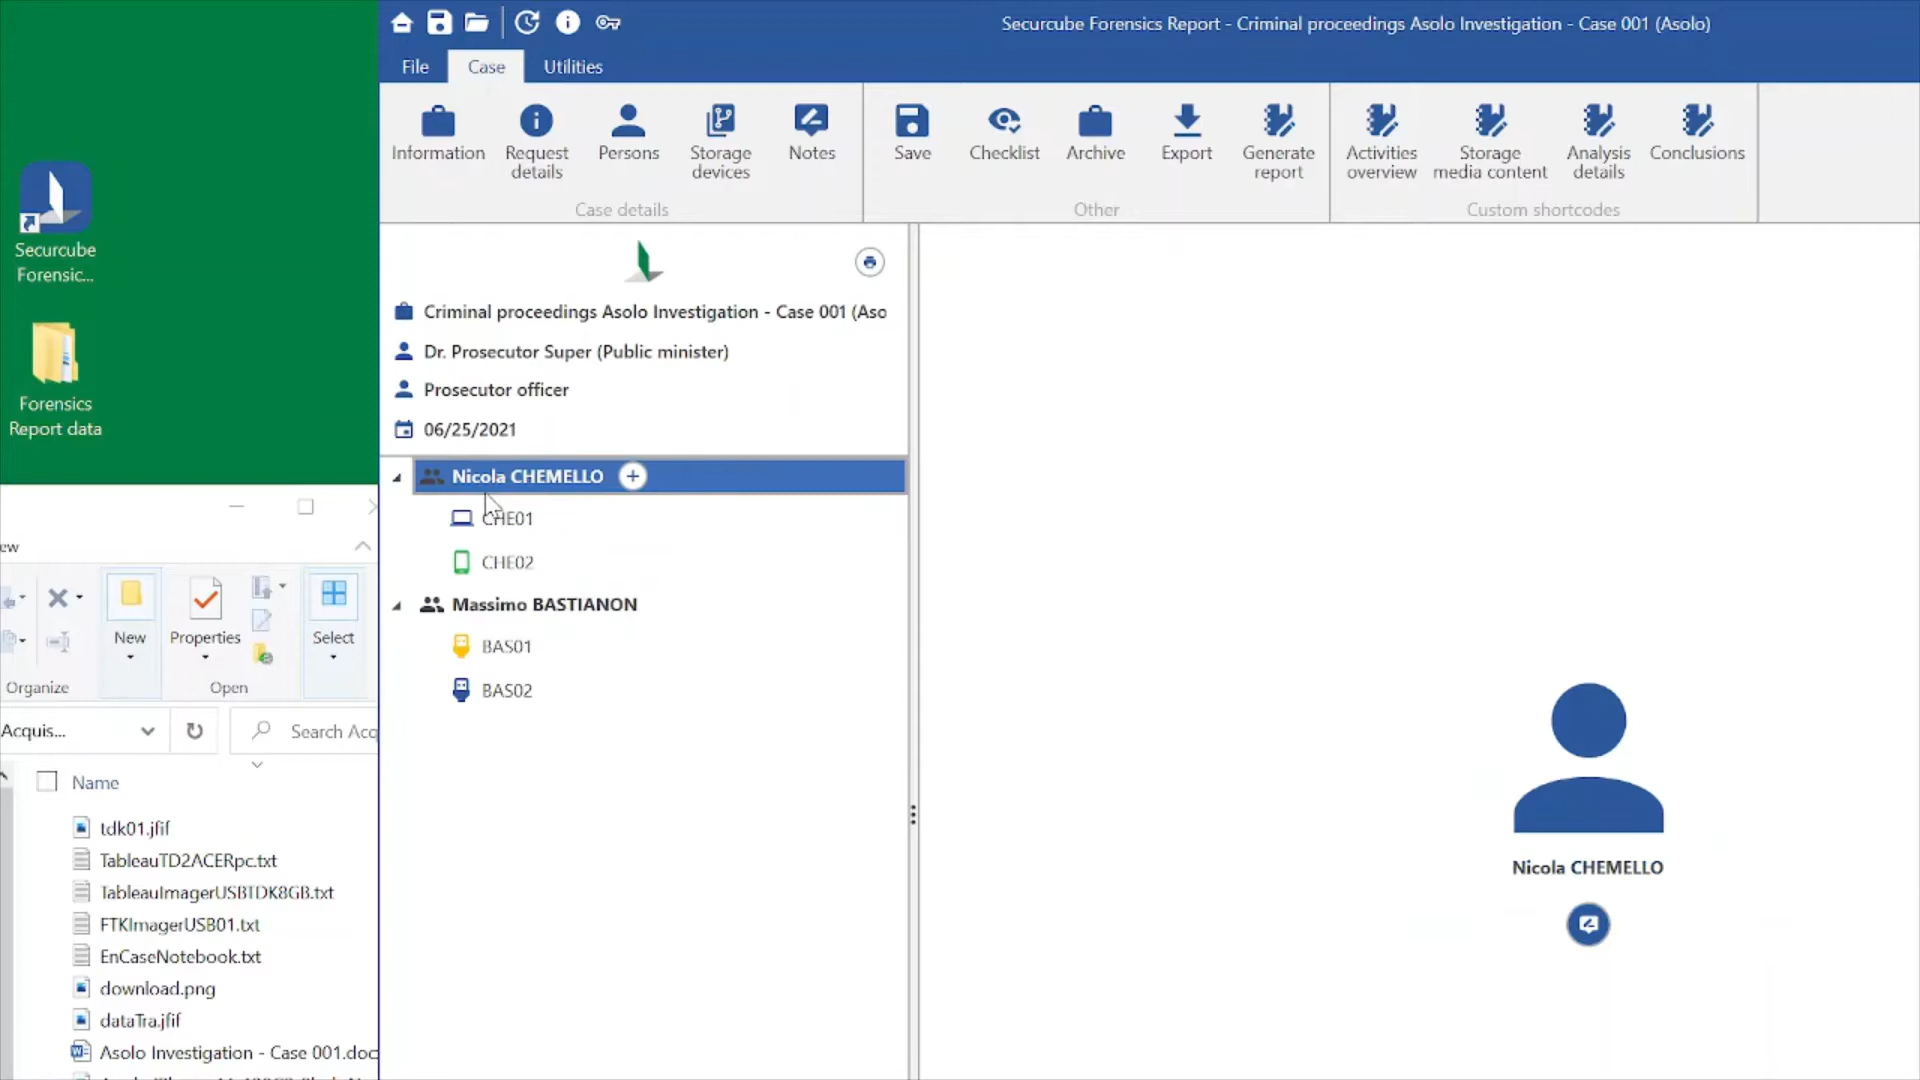 Securcube Forensics Report - Criminal proceedings Asolo Investigation - Case 001 (Asolo)
File Case Utilities
Information
Request
details
Persons
Storage
devices
Notes
Case details
Save
Checklist
Archive
Export
Generate
report
Other
Activities
overview
Storage
media content
Analysis
details
Conclusions
Custom shortcodes
Securcube
Forensic...
Forensics
Report data
Criminal proceedings Asolo Investigation - Case 001 (Aso
Dr. Prosecutor Super (Public minister)
Prosecutor officer
06/25/2021
Nicola CHEMELLO
CHE01
CHE02
Massimo BASTIANON
BAS01
BAS02
Nicola CHEMELLO
ew
New
Properties
Select
Organize
Open
Acquis...
Search Acq
Name
tdk01.jfif
TableauTD2ACERpc.txt
TableauImagerUSBTDK8GB.txt
FTKImagerUSB01.txt
EnCaseNotebook.txt
download.png
dataTra.jfif
Asolo Investigation - Case 001.doc